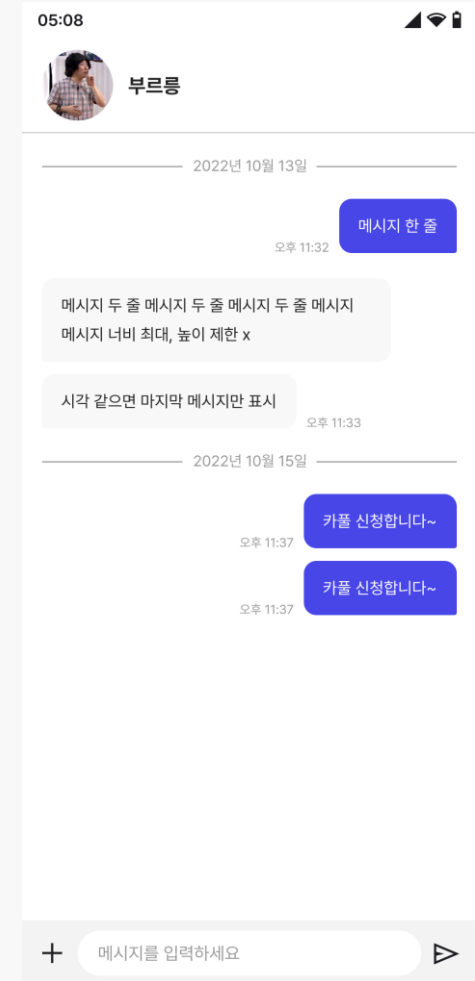 05:08
부르릉
2022년 10월 13일
메시지 한 줄
오후 11:32
메시지 두 줄 메시지 두 줄 메시지 두 줄 메시지
메시지 너비 최대, 높이 제한 x
시각 같으면 마지막 메시지만 표시
오후 11:33
2022년 10월 15일
카풀 신청합니다~
오후 11:37
카풀 신청합니다~
오후 11:37
메시지를 입력하세요